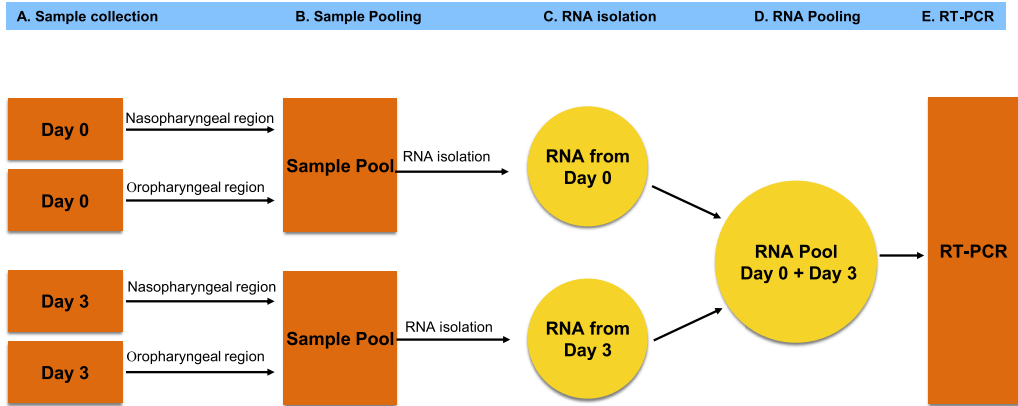 A. Sample collection
B. Sample Pooling
C. RNA isolation
D. RNA Pooling
E. RT-PCR
Day 0
Nasopharyngeal region
Day 0
Oropharyngeal region
Sample Pool
RNA isolation
RNA from
Day 0
Day 3
Nasopharyngeal region
Day 3
Oropharyngeal region
Sample Pool
RNA isolation
RNA from
Day 3
RNA Pool
Day 0 + Day 3
RT-PCR